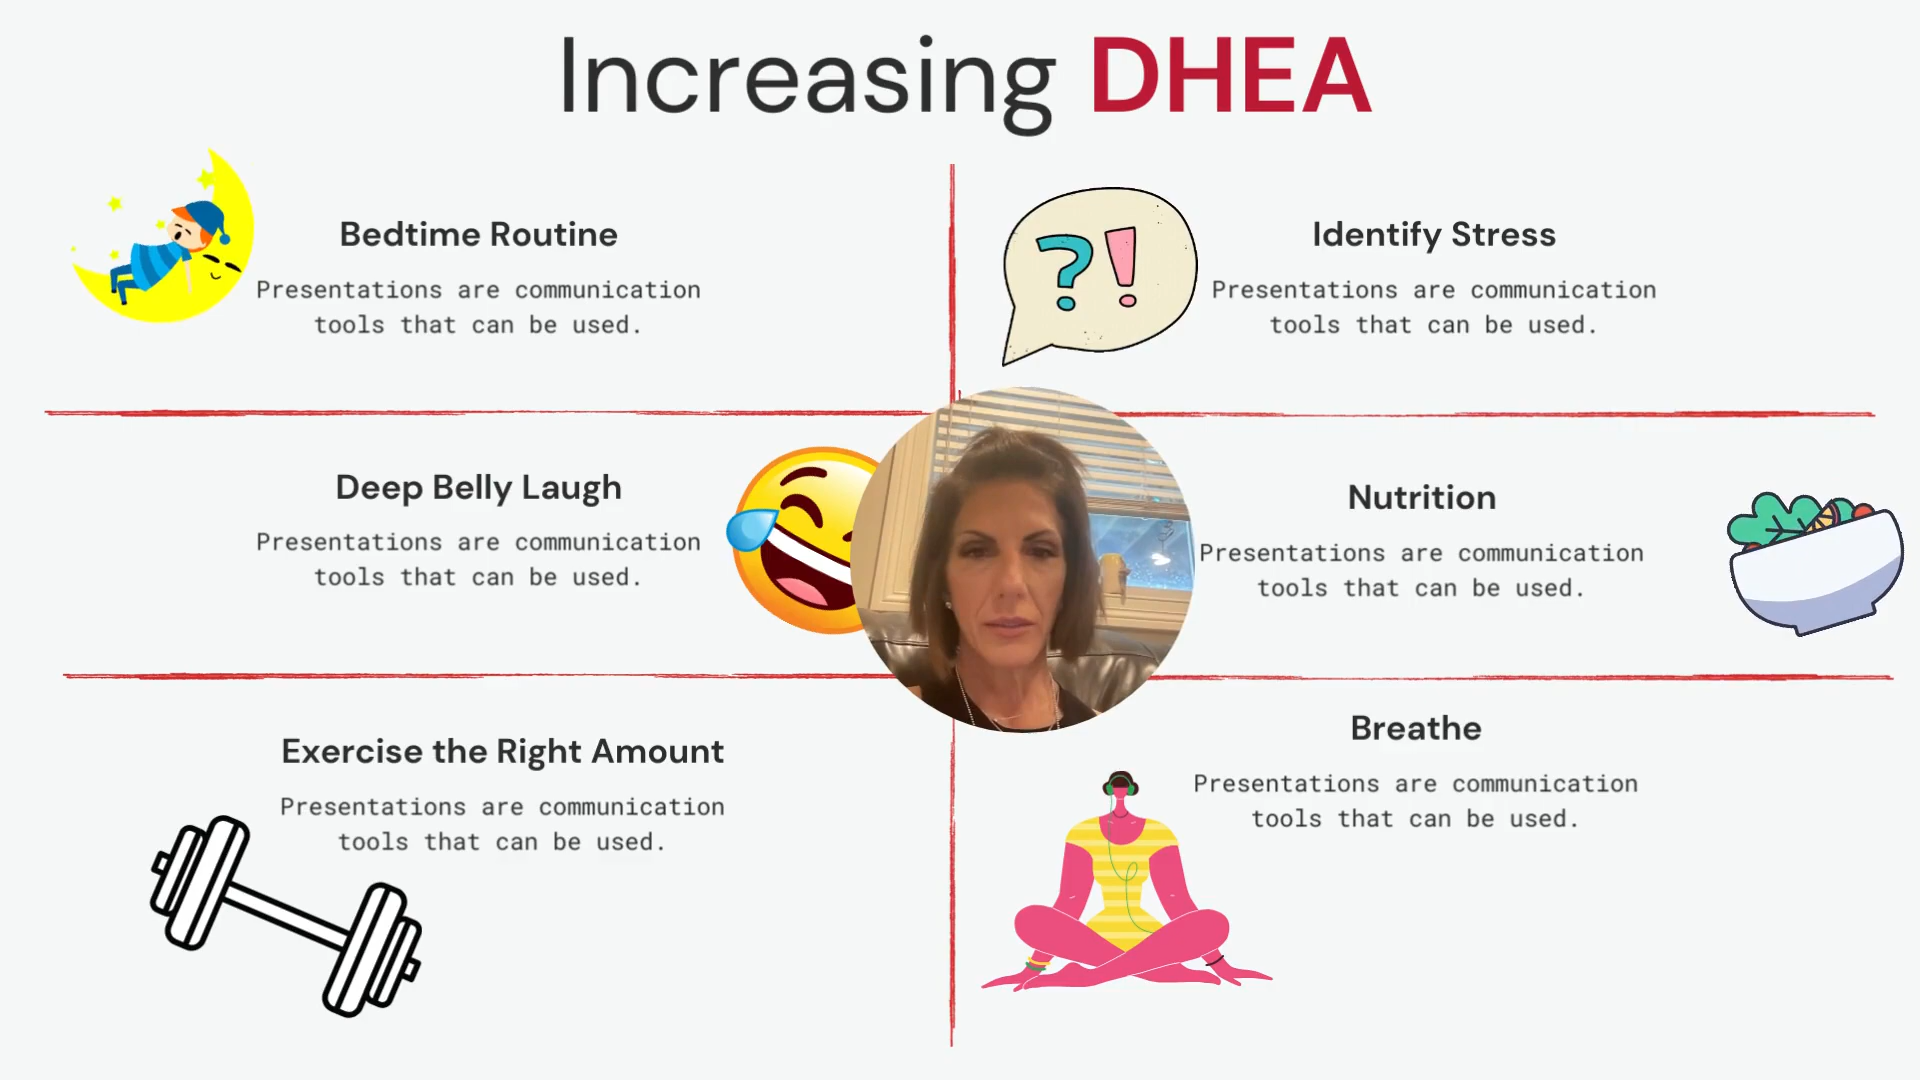 Increasing DHEA
Bedtime Routine
Presentations are communication
tools that can be used.
?!
Identify Stress
Presentations are communication
tools that can be used.
Deep Belly Laugh
Presentations are communication
tools that can be used.
Nutrition
Presentations are communication
tools that can be used.
Exercise the Right Amount
Presentations are communication
tools that can be used.
Breathe
Presentations are communication
tools that can be used.